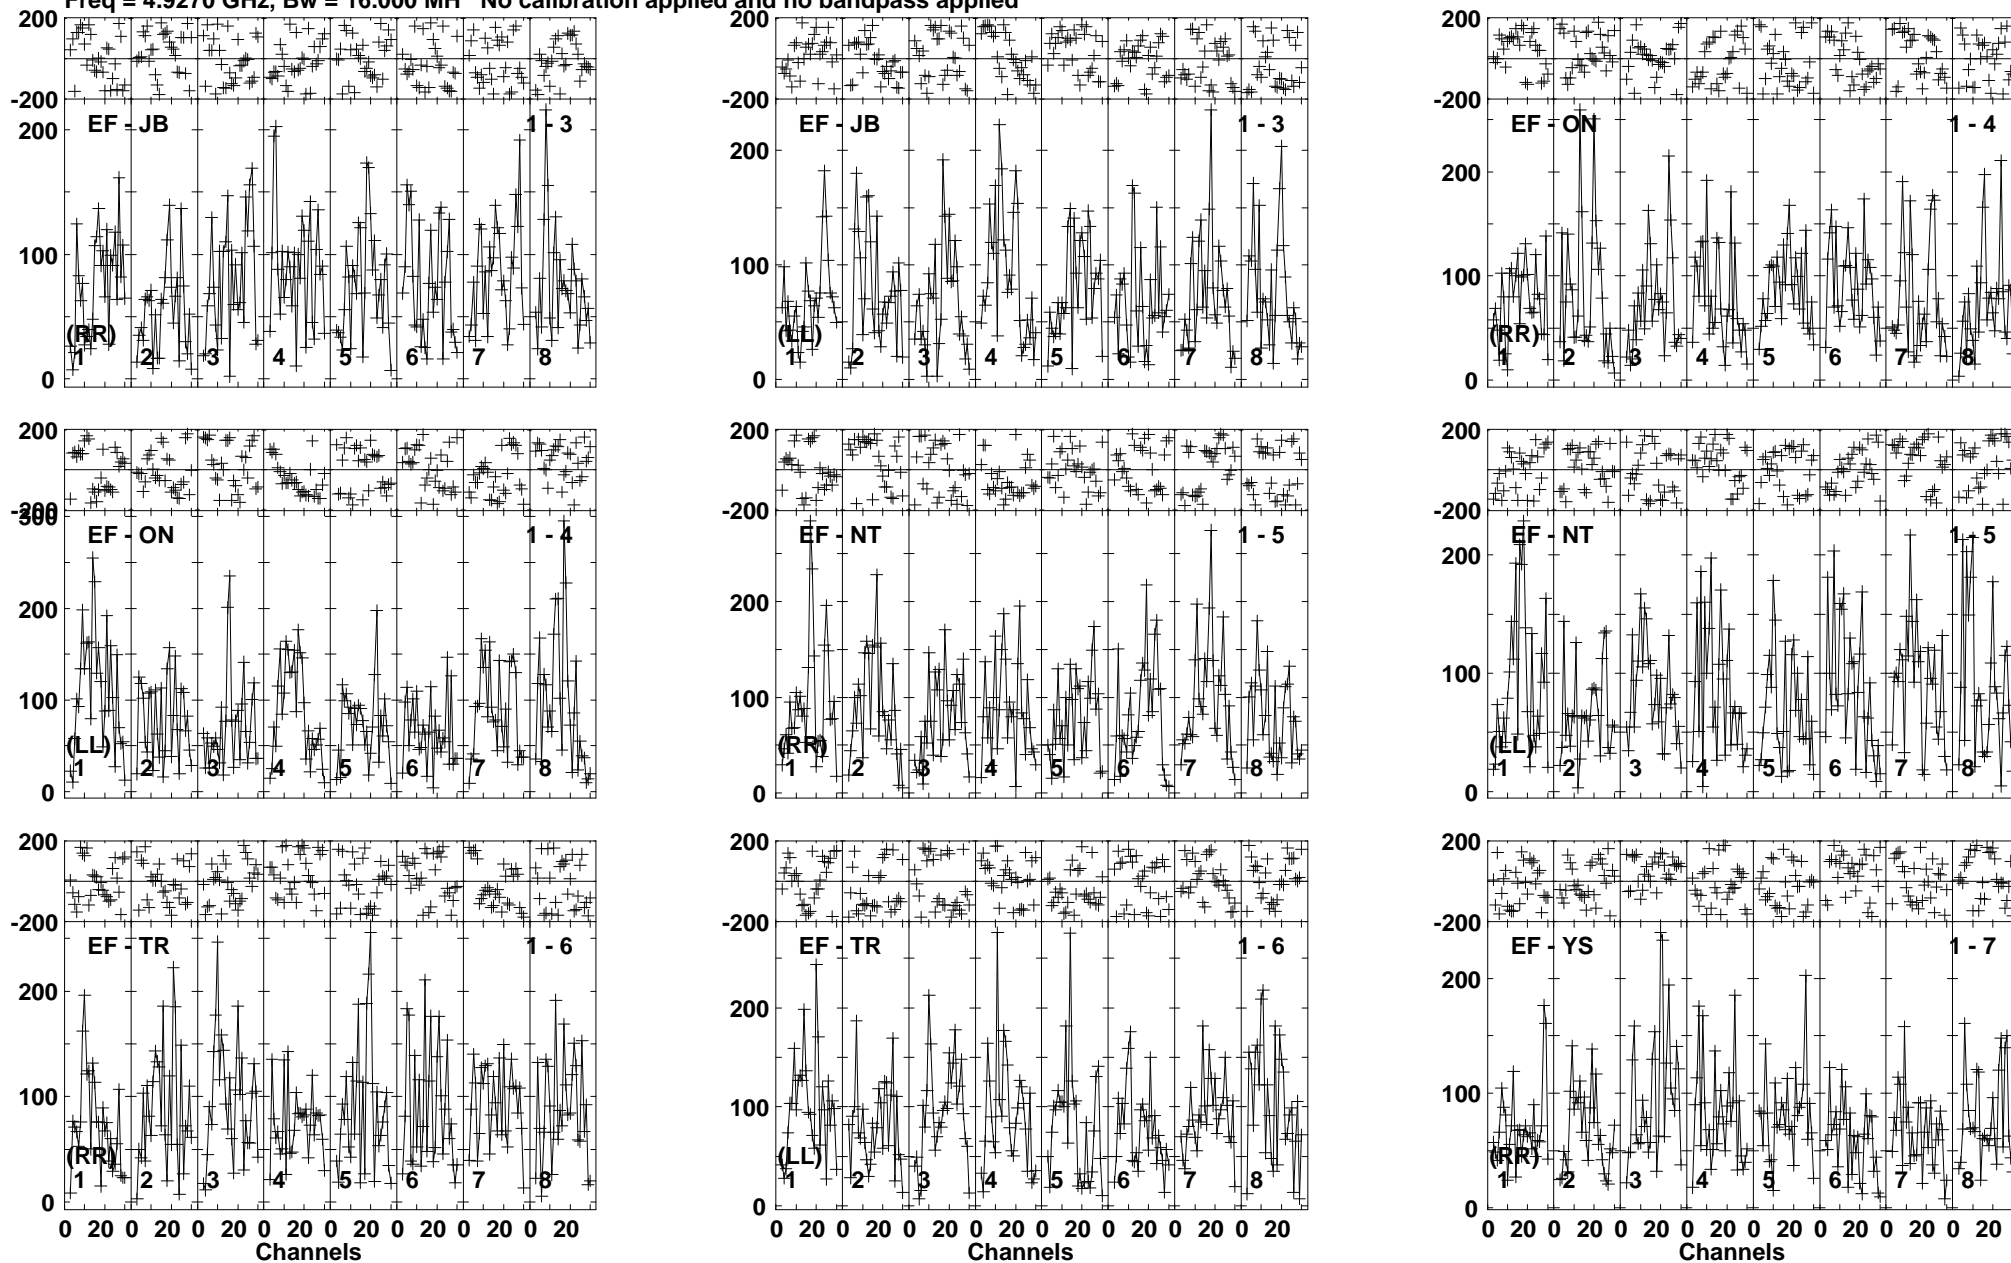 Freq = 4.9270 GHz, Bw = 16.000 MH No calibration applied and no bandpass applied
200 200 200
-200 -200 -200
EF - JB 1 - 3 EF - JB 1 - 3 EF - ON 1 - 4
200 200 200
100 100 100
(RR) (LL) (RR)
1 2 3 4 5 6 7 8 1 2 3 4 5 6 7 8 1 2 3 4 5 6 7 8
0 0 0
200 200 200
-200 -200 -200
300
EF - ON 1 - 4 EF - NT 1 - 5 EF - NT 1 - 5
200 200 200
100 100 100
(LL) (RR) (LL)
1 2 3 4 5 6 7 8 1 2 3 4 5 6 7 8 1 2 3 4 5 6 7 8
0 0 0
200 200 200
-200 -200 -200
EF - TR 1 - 6 EF - TR 1 - 6 EF - YS 1 - 7
200 200 200
100 100 100
(RR) (LL) (RR)
1 2 3 4 5 6 7 8 1 2 3 4 5 6 7 8 1 2 3 4 5 6 7 8
0 0 0
0 20 0 20 0 20 0 20 0 20 0 20 0 20 0 20 0 20 0 20 0 20 0 20 0 20 0 20 0 20 0 20 0 20 0 20 0 20 0 20 0 20 0 20 0 20 0 20
Channels Channels Channels